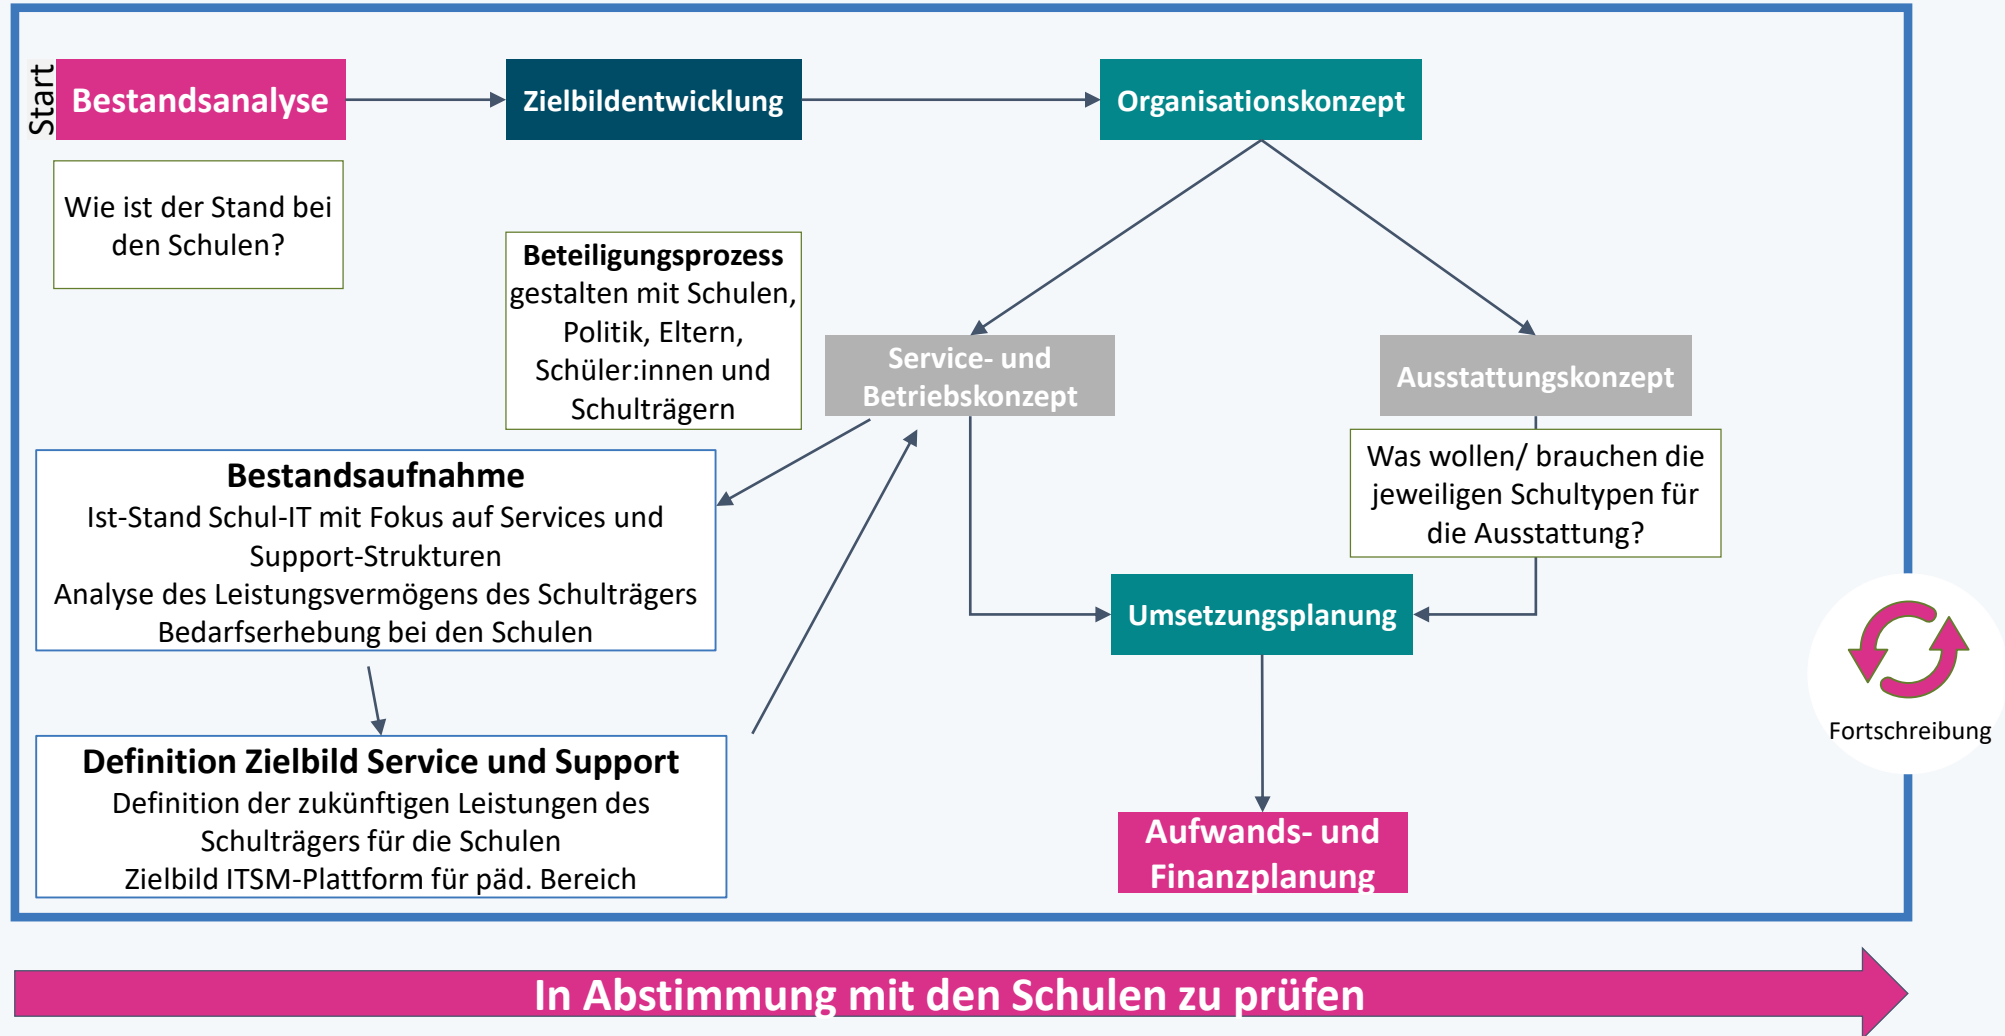 Start
Bestandsanalyse
Zielbildentwicklung
Organisationskonzept
Wie ist der Stand bei
den Schulen?
Beteiligungsprozess
gestalten mit Schulen,
Politik, Eltern,
Schüler:innen und
Schulträgern
Service- und
Betriebskonzept
Ausstattungskonzept
Was wollen/ brauchen die
jeweiligen Schultypen für
die Ausstattung?
Bestandsaufnahme
Ist-Stand Schul-IT mit Fokus auf Services und
Support-Strukturen
Analyse des Leistungsvermögens des Schulträgers
Bedarfserhebung bei den Schulen
Umsetzungsplanung
Fortschreibung
Definition Zielbild Service und Support
Definition der zukünftigen Leistungen des
Schulträgers für die Schulen
Zielbild ITSM-Plattform für päd. Bereich
Aufwands- und
Finanzplanung
In Abstimmung mit den Schulen zu prüfen